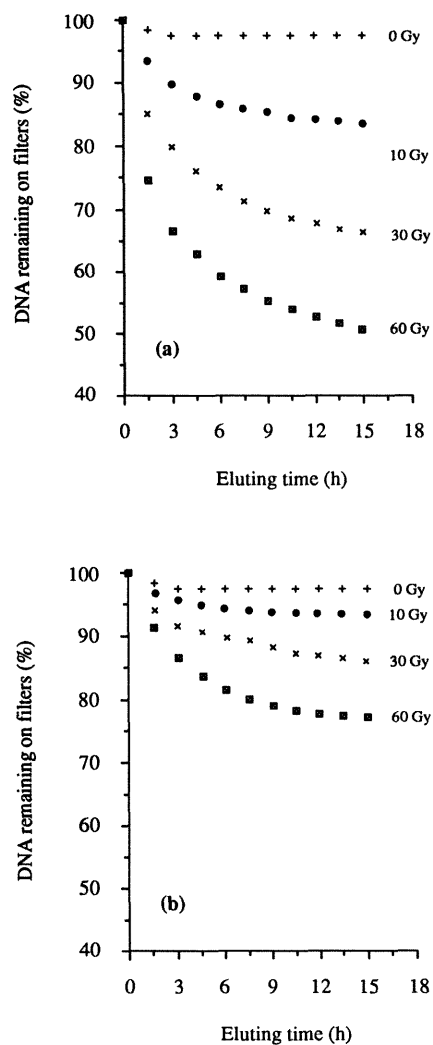 DNA remaining on filters (%)
100
90
80
70
60
50
40
0 Gy
10 Gy
30 Gy
60 Gy
(a)
0 3 6 9 12 15 18
Eluting time (h)
DNA remaining on filters (%)
100
90
80
70
60
50
40
0 Gy
10 Gy
30 Gy
60 Gy
(b)
0 3 6 9 12 15 18
Eluting time (h)